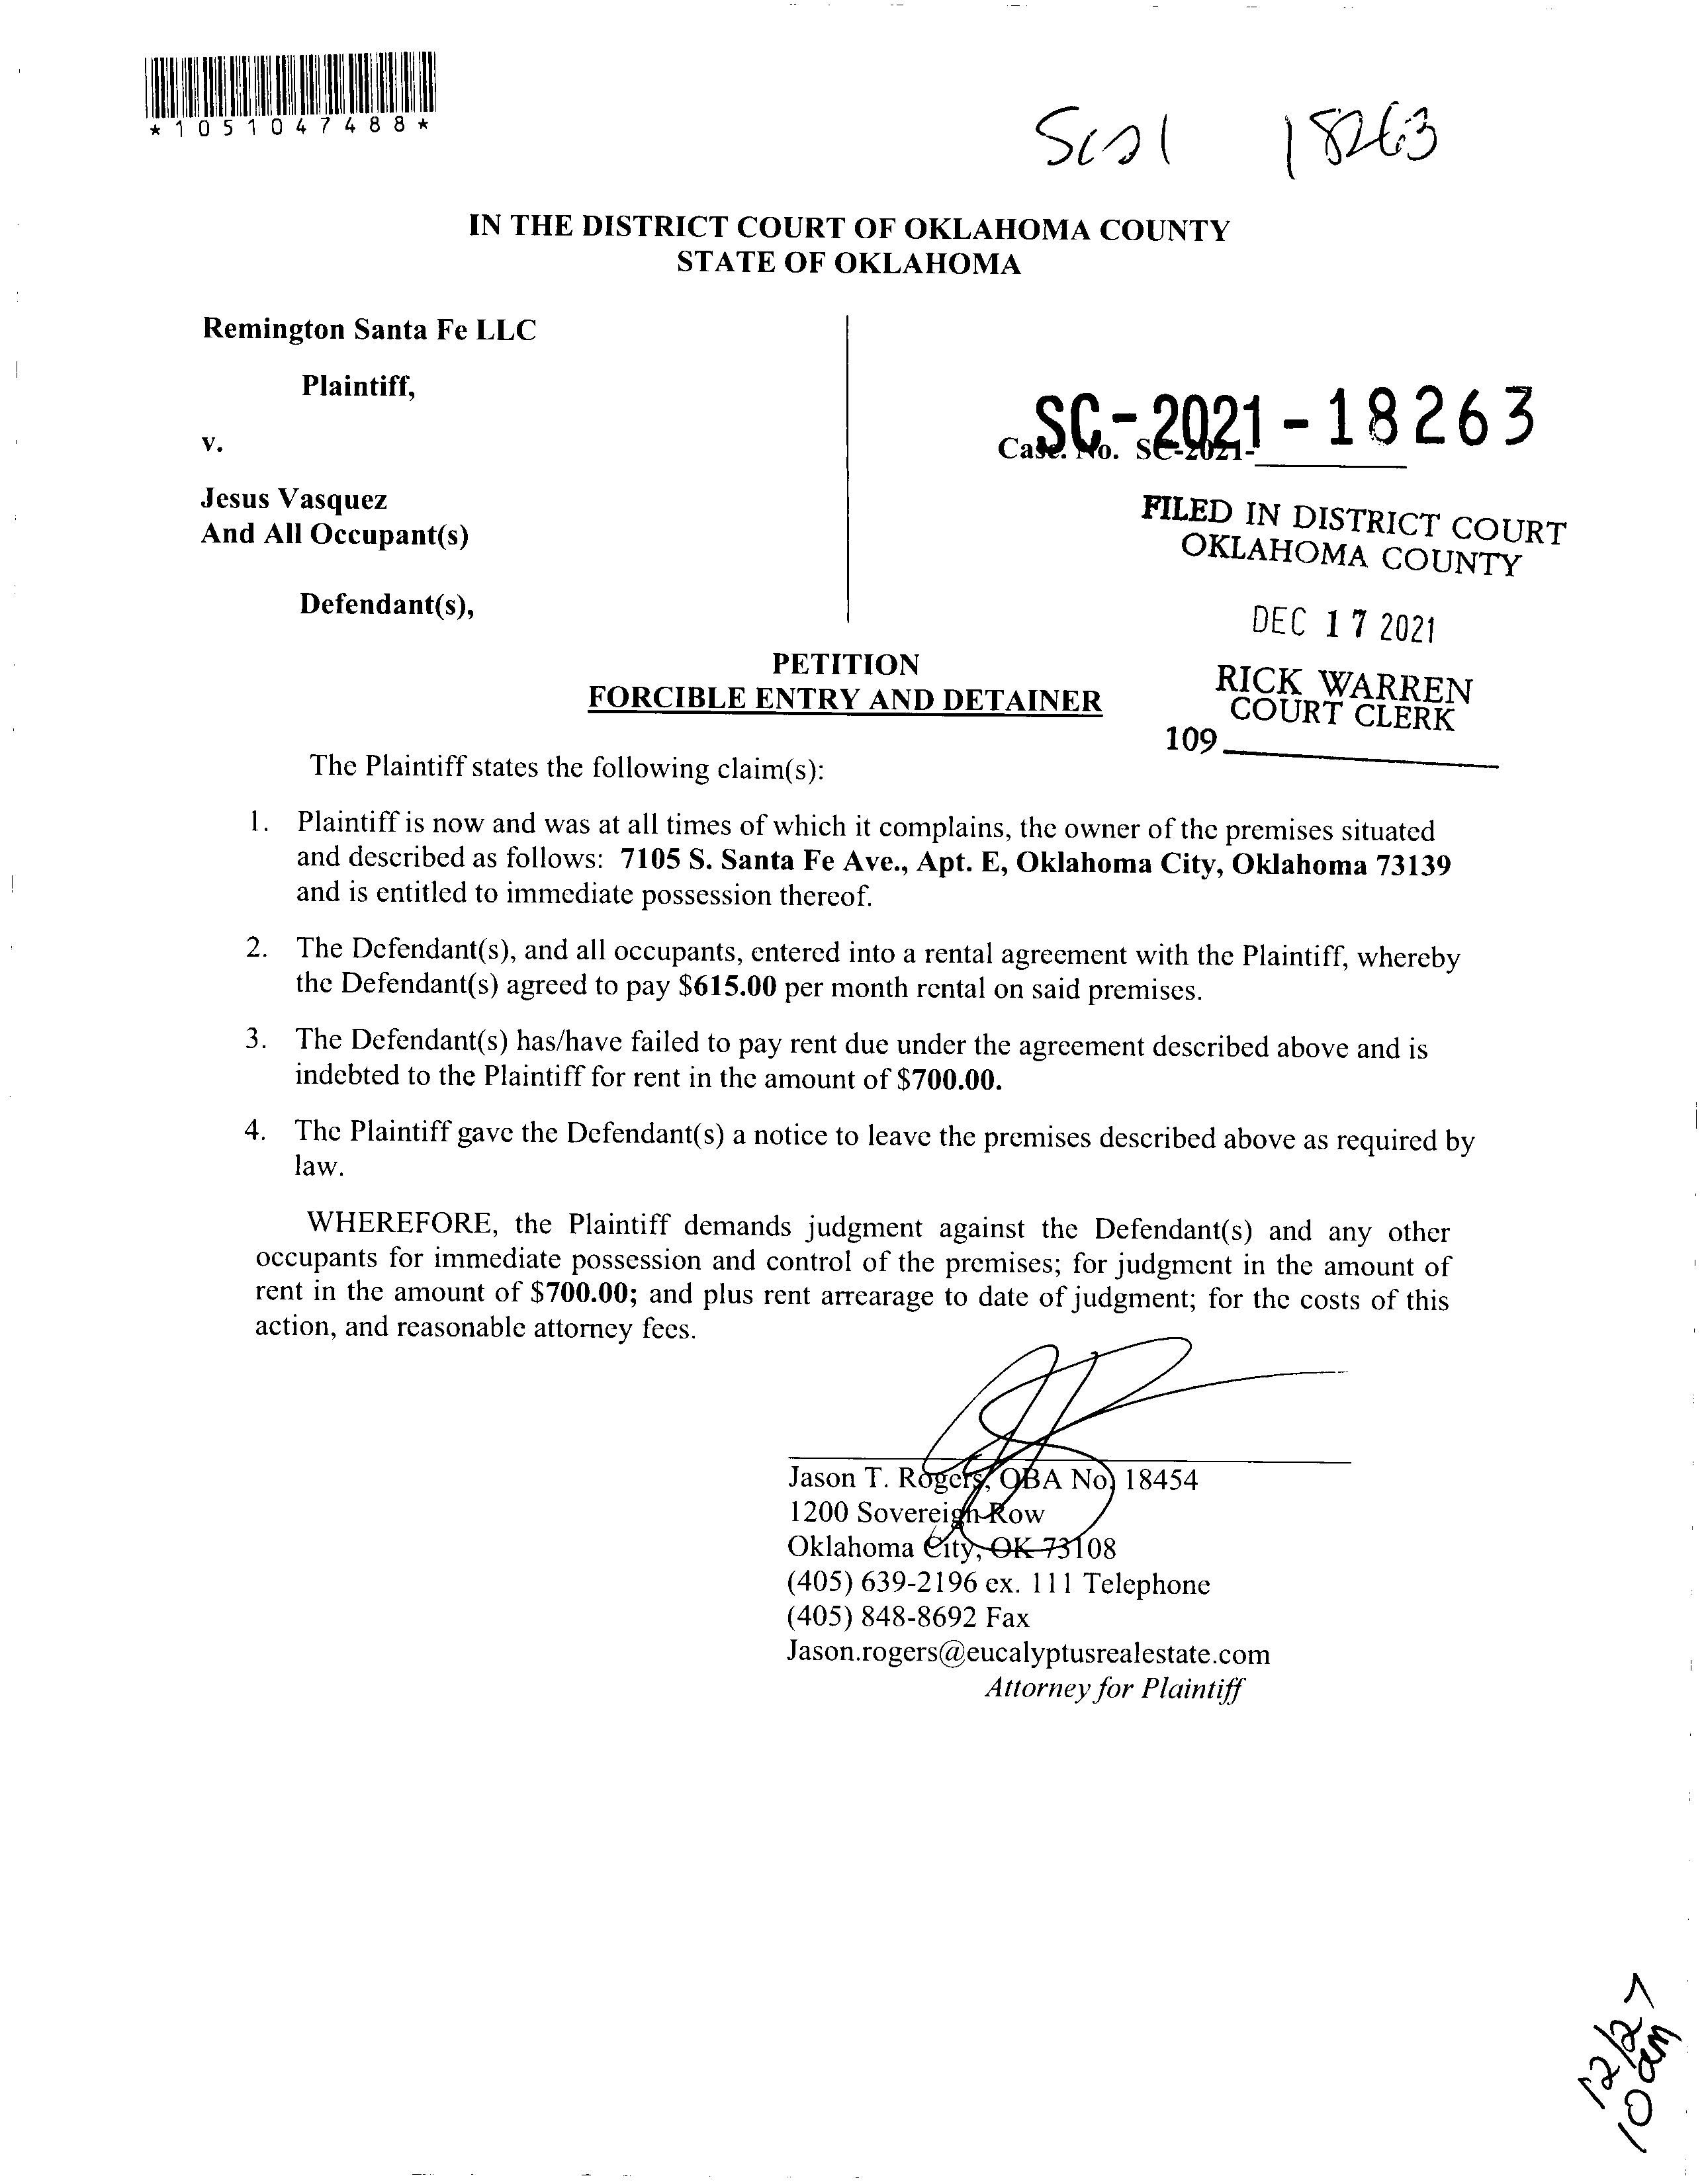 *1051047488*
SC21 18263
IN THE DISTRICT COURT OF OKLAHOMA COUNTY
STATE OF OKLAHOMA
Remington Santa Fe LLC
Plaintiff,
v.
Jesus Vasquez
And All Occupant(s)
Defendant(s),
SC-2021-18263
Case. No. SC-2021-________
FILED IN DISTRICT COURT
OKLAHOMA COUNTY
DEC 17 2021
RICK WARREN
COURT CLERK
109________
PETITION
FORCIBLE ENTRY AND DETAINER
The Plaintiff states the following claim(s):
1. Plaintiff is now and was at all times of which it complains, the owner of the premises situated
and described as follows: 7105 S. Santa Fe Ave., Apt. E, Oklahoma City, Oklahoma 73139
and is entitled to immediate possession thereof.
2. The Defendant(s), and all occupants, entered into a rental agreement with the Plaintiff, whereby
the Defendant(s) agreed to pay $615.00 per month rental on said premises.
3. The Defendant(s) has/have failed to pay rent due under the agreement described above and is
indebted to the Plaintiff for rent in the amount of $700.00.
4. The Plaintiff gave the Defendant(s) a notice to leave the premises described above as required by
law.
WHEREFORE, the Plaintiff demands judgment against the Defendant(s) and any other
occupants for immediate possession and control of the premises; for judgment in the amount of
rent in the amount of $700.00; and plus rent arrearage to date of judgment; for the costs of this
action, and reasonable attorney fees.
Jason T. Rogers, OBA No. 18454
1200 Sovereign Row
Oklahoma City, OK 73108
(405) 639-2196 ex. 111 Telephone
(405) 848-8692 Fax
Jason.rogers@eucalyptusrealestate.com
Attorney for Plaintiff
12/27
10am